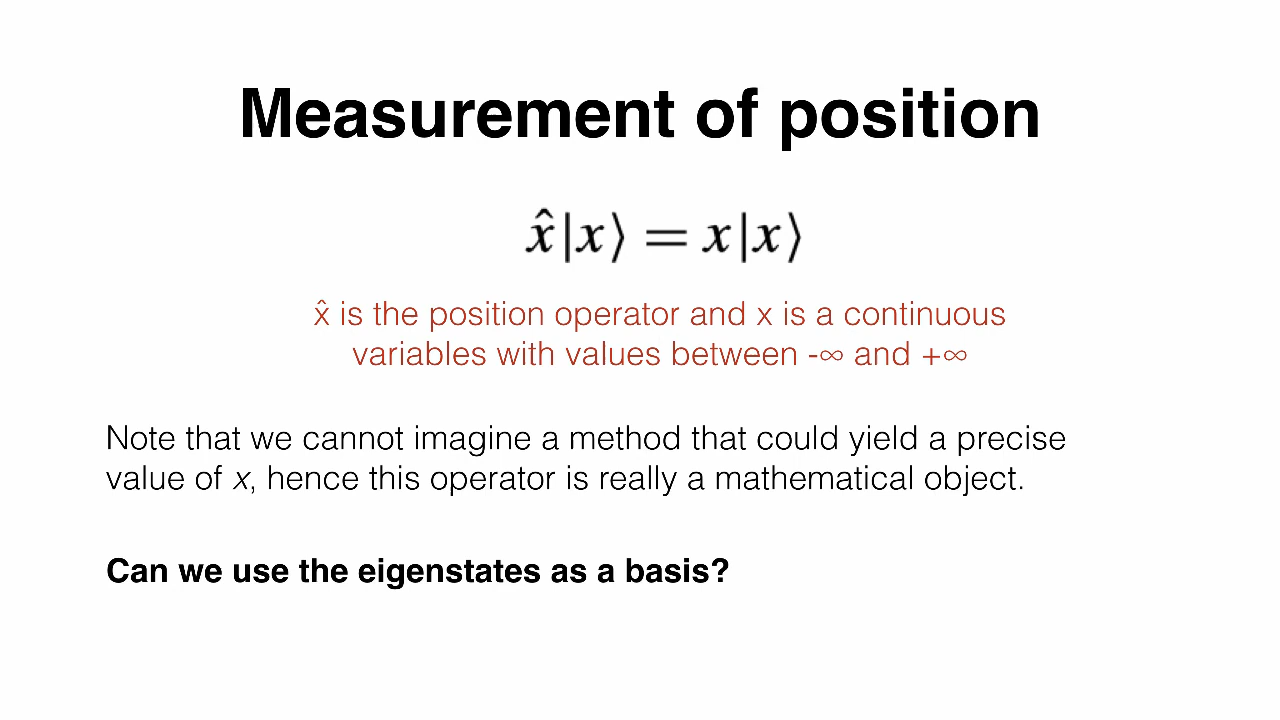 Measurement of position
x̂|x⟩ = x|x⟩
x̂ is the position operator and x is a continuous
variables with values between -∞ and +∞
Note that we cannot imagine a method that could yield a precise
value of x, hence this operator is really a mathematical object.
Can we use the eigenstates as a basis?